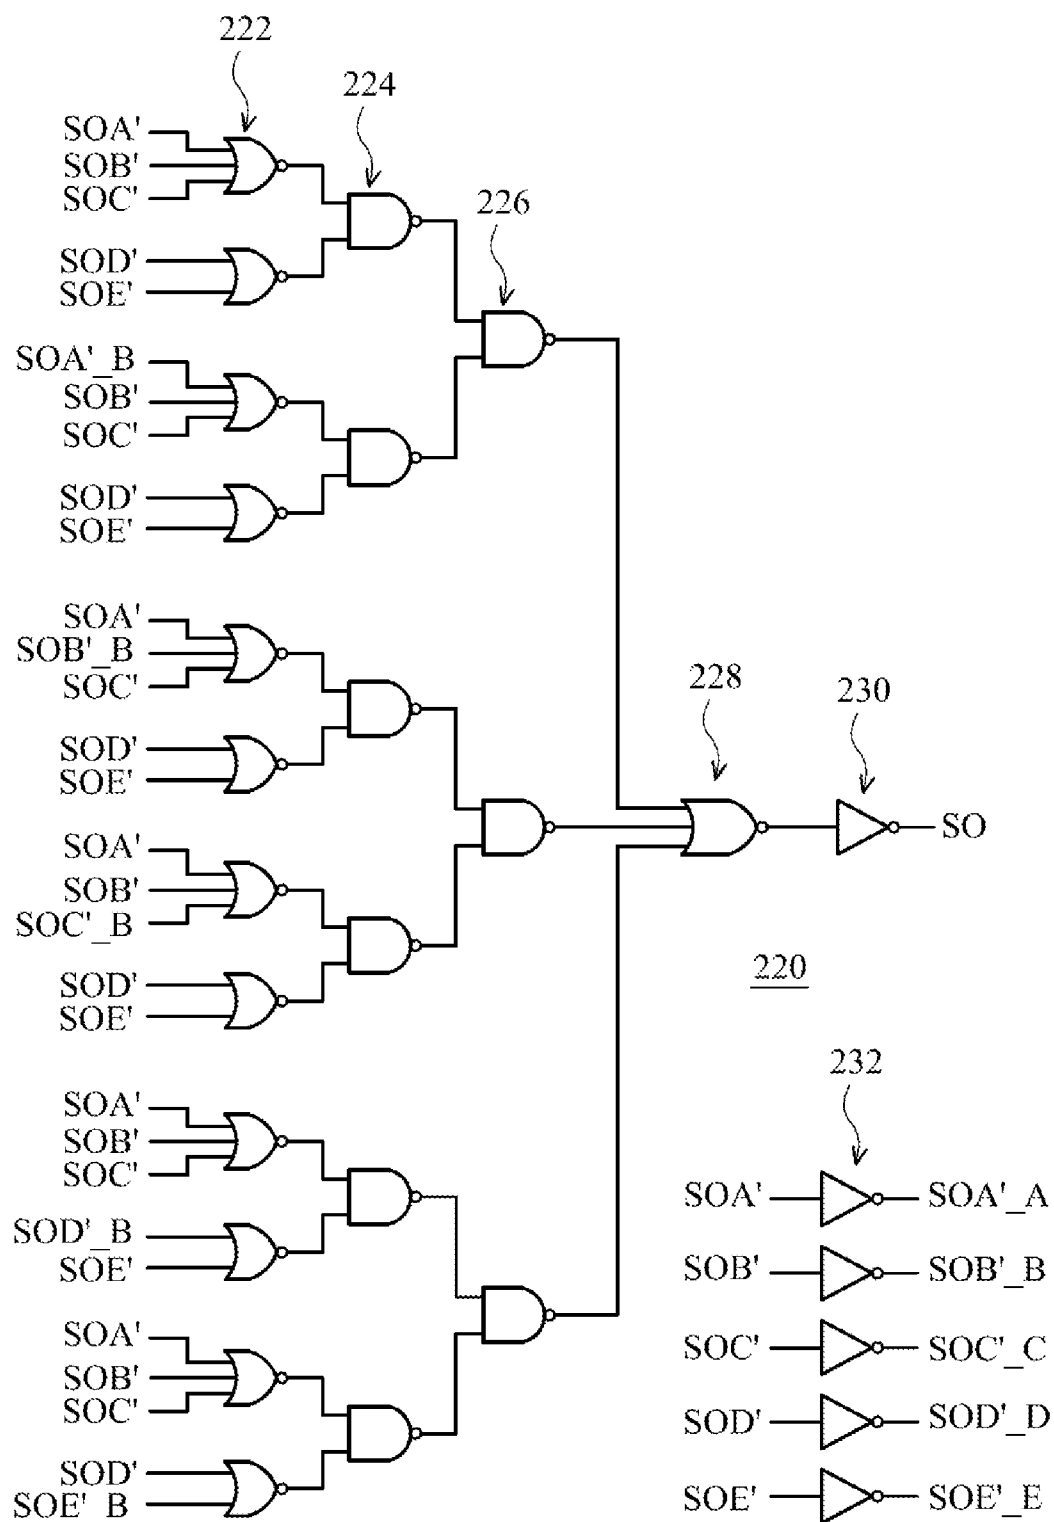 222
224
SOA'
SOB'
SOC'
226
SOD'
SOE'
SOA'_B
SOB'
SOC'
SOD'
SOE'
SOA'
SOB'_B
SOC'
228
230
SOD'
SOE'
SO
SOA'
SOB'
SOC'_B
220
SOD'
SOE'
232
SOA'
SOB'
SOC'
SOD'_B
SOE'
SOA'
SOB'
SOC'
SOD'
SOE'_B
SOA' SOA'_A
SOB' SOB'_B
SOC' SOC'_C
SOD' SOD'_D
SOE' SOE'_E